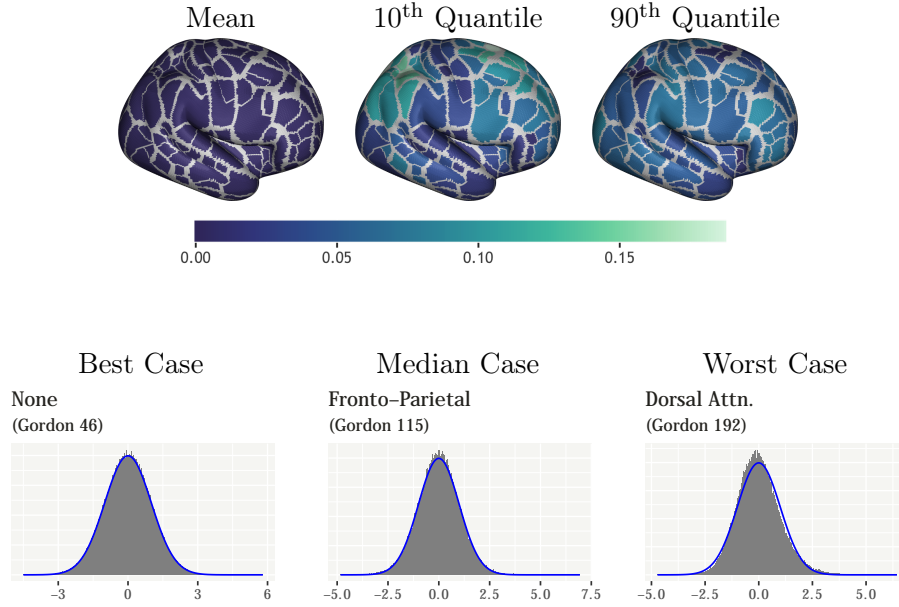 Mean 10th Quantile 90th Quantile
0.00 0.05 0.10 0.15
Best Case Median Case Worst Case
None Fronto-Parietal Dorsal Attn.
(Gordon 46) (Gordon 115) (Gordon 192)
-3 0 3 6 -5.0 -2.5 0.0 2.5 5.0 7.5 -5.0 -2.5 0.0 2.5 5.0